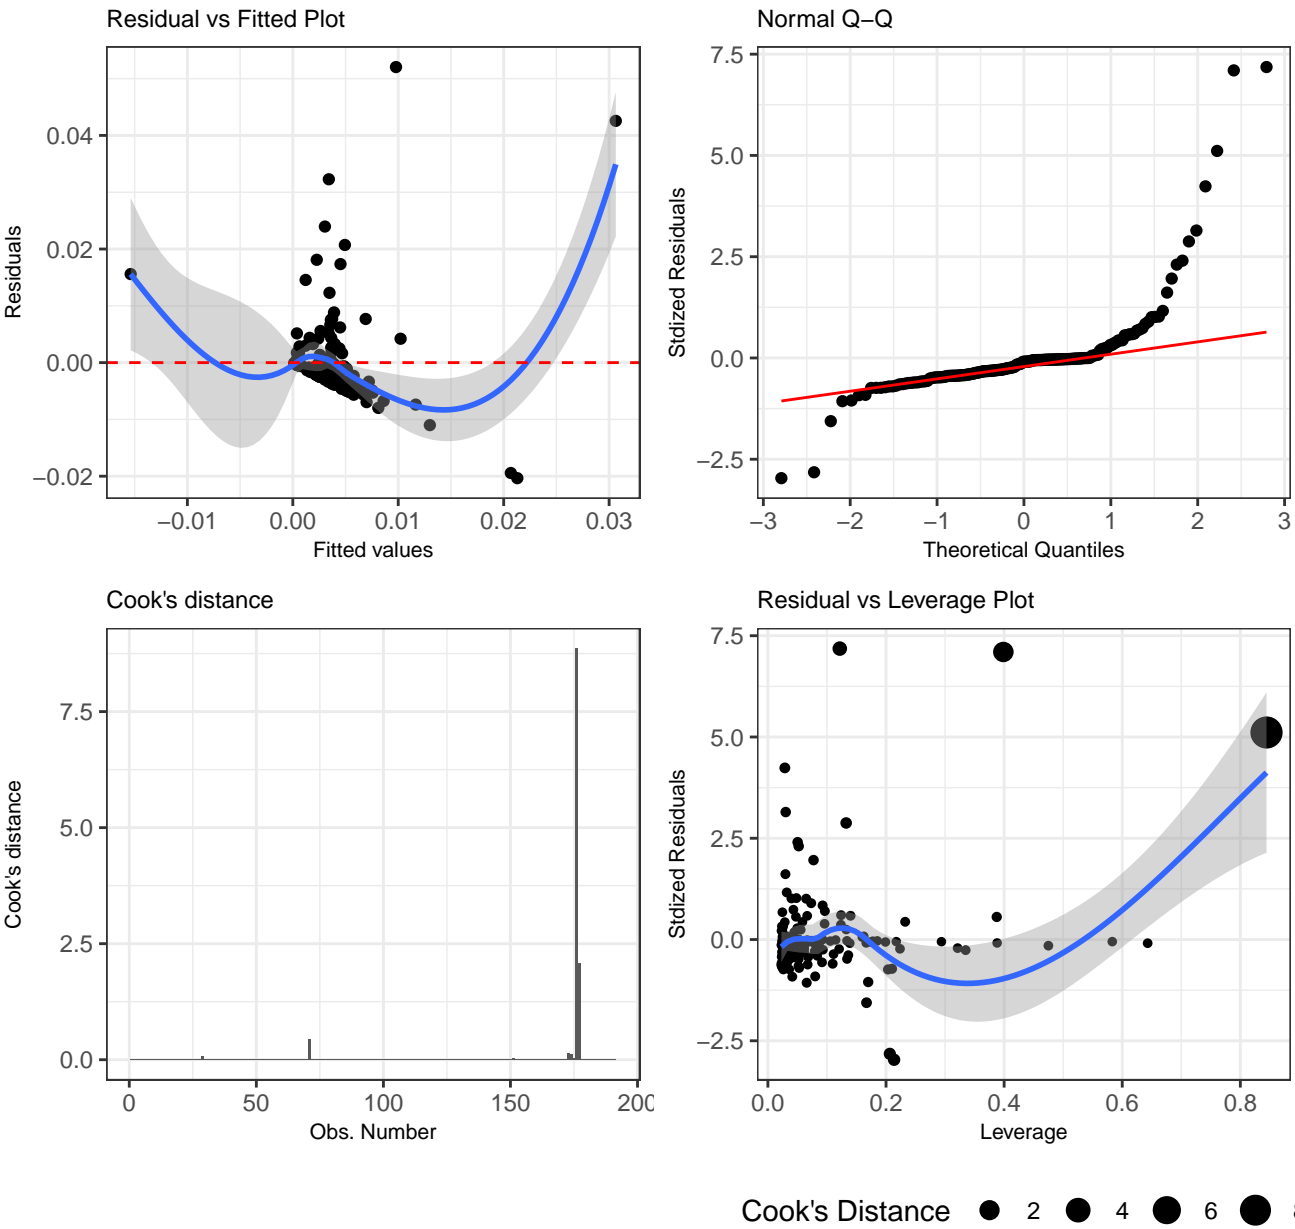 Residual vs Fitted Plot
0.04
0.02
0.00
−0.02
Residuals
−0.01 0.00 0.01 0.02 0.03
Fitted values
Normal Q−Q
7.5
5.0
2.5
0.0
−2.5
Stdized Residuals
−3 −2 −1 0 1 2 3
Theoretical Quantiles
Cook's distance
7.5
5.0
2.5
0.0
Cook's distance
0 50 100 150 200
Obs. Number
Residual vs Leverage Plot
7.5
5.0
2.5
0.0
−2.5
Stdized Residuals
0.0 0.2 0.4 0.6 0.8
Leverage
Cook's Distance 2 4 6